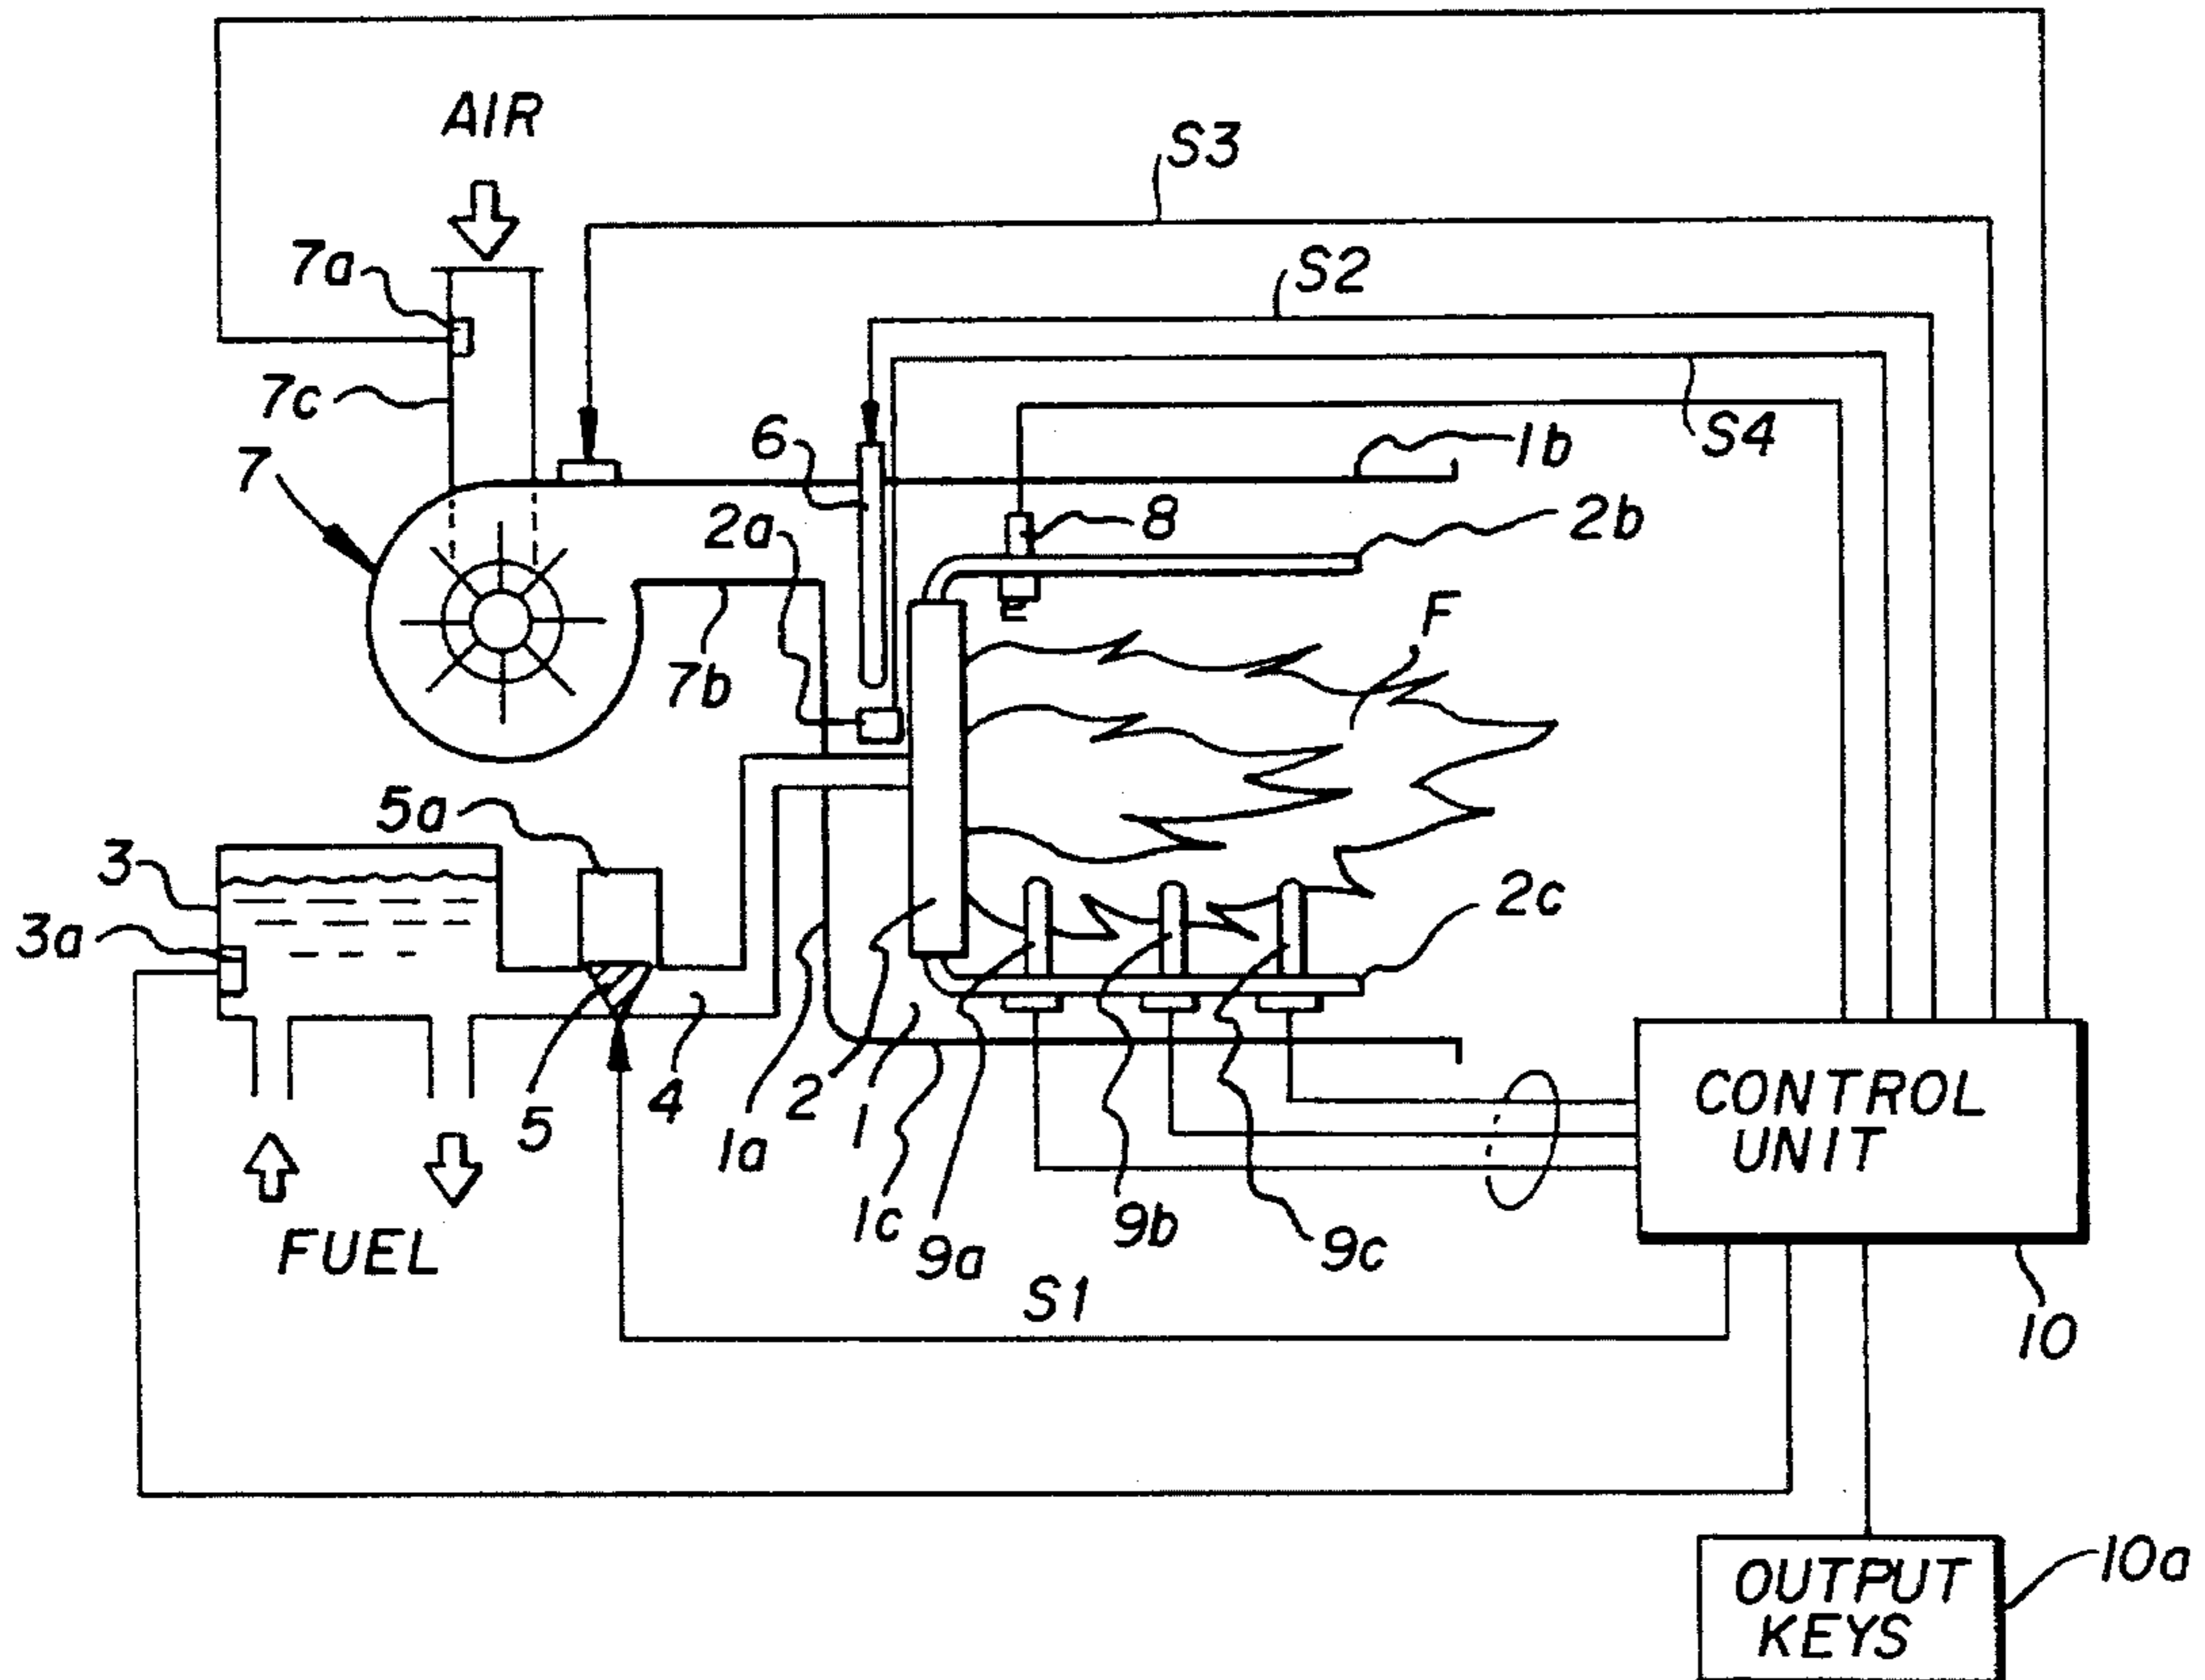 AIR
S3
7a
S2
7c
S4
6
1b
7
2a
8
2b
F
7b
5a
3
2c
3a
CONTROL
UNIT
2
1
4
5
1a
1c
9a
9b
9c
FUEL
S1
10
OUTPUT
KEYS
10a